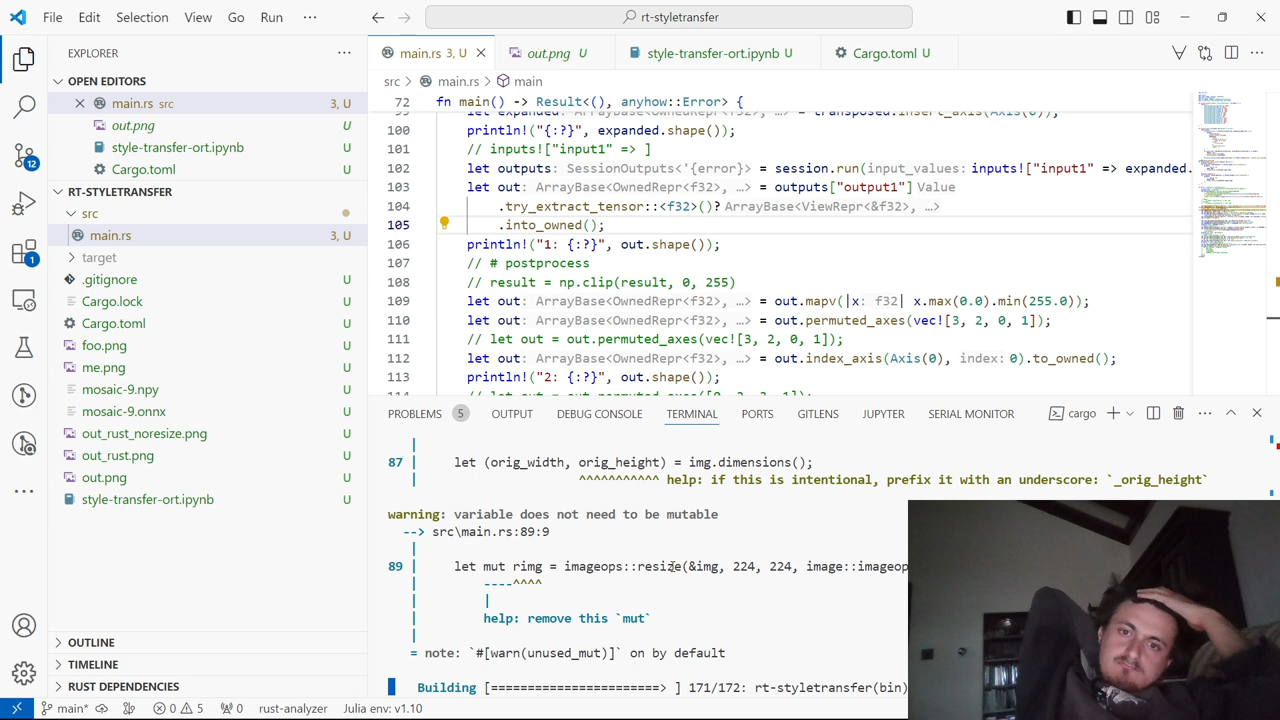 File Edit Selection View Go Run ··· rt-styletransfer
EXPLORER
OPEN EDITORS
main.rs src 3, U
out.png U
style-transfer-ort.ipynb U
Cargo.toml U
RT-STYLETRANSFER
src
main.rs 3, U
target
.gitignore U
Cargo.lock U
Cargo.toml U
foo.png U
me.png U
mosaic-9.npy U
mosaic-9.onnx U
out_rust_noresize.png U
out_rust.png U
out.png U
style-transfer-ort.ipynb U
OUTLINE
TIMELINE
RUST DEPENDENCIES
12
1
main.rs 3, U out.png U style-transfer-ort.ipynb U Cargo.toml U
src > main.rs > main
72 fn main() -> Result<(), anyhow::Error> {
100 println!("{:?}", expanded.shape());
101 // inputs!["input1" => ]
102 let outputs: SessionOutputs<{error}> = session.run(input_values: inputs!["input1" => expanded.
103 let out: ArrayBase<OwnedRepr<f32>, …> = outputs["output1"] Value
104 .extract_tensor::<f32>()? ArrayBase<ViewRepr<&f32>, …>
105 .to_owned();
106 println!("1: {:?}", out.shape());
107 // # postprocess
108 // result = np.clip(result, 0, 255)
109 let out: ArrayBase<OwnedRepr<f32>, …> = out.mapv(|x: f32| x.max(0.0).min(255.0));
110 let out: ArrayBase<OwnedRepr<f32>, …> = out.permuted_axes(vec![3, 2, 0, 1]);
111 // let out = out.permuted_axes(vec![3, 2, 0, 1]);
112 let out: ArrayBase<OwnedRepr<f32>, …> = out.index_axis(Axis(0), index: 0).to_owned();
113 println!("2: {:?}", out.shape());
PROBLEMS 5 OUTPUT DEBUG CONSOLE TERMINAL PORTS GITLENS JUPYTER SERIAL MONITOR cargo
|
87 | let (orig_width, orig_height) = img.dimensions();
| ^^^^^^^^^^^ help: if this is intentional, prefix it with an underscore: `_orig_height`
warning: variable does not need to be mutable
--> src\main.rs:89:9
|
89 | let mut rimg = imageops::resize(&img, 224, 224, image::imageop
| ----^^^^
| |
| help: remove this `mut`
|
= note: `#[warn(unused_mut)]` on by default
Building [=======================> ] 171/172: rt-styletransfer(bin)
main* 0 5 0 rust-analyzer Julia env: v1.10